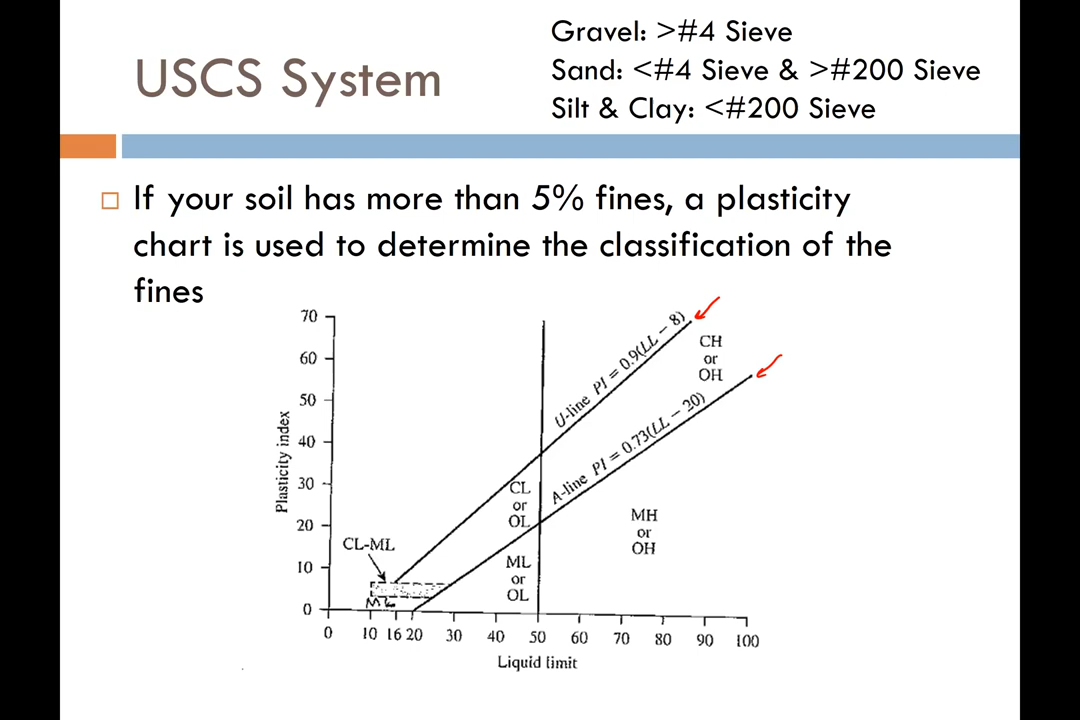 USCS System
Gravel: >#4 Sieve
Sand: <#4 Sieve & >#200 Sieve
Silt & Clay: <#200 Sieve
If your soil has more than 5% fines, a plasticity
chart is used to determine the classification of the
fines
70
60
50
40
30
20
10
0
Plasticity index
U-line PI = 0.9(LL − 8)
CH
or
OH
A-line PI = 0.73(LL − 20)
CL
or
OL
MH
or
OH
CL-ML
ML
or
OL
ML
0 10 16 20 30 40 50 60 70 80 90 100
Liquid limit